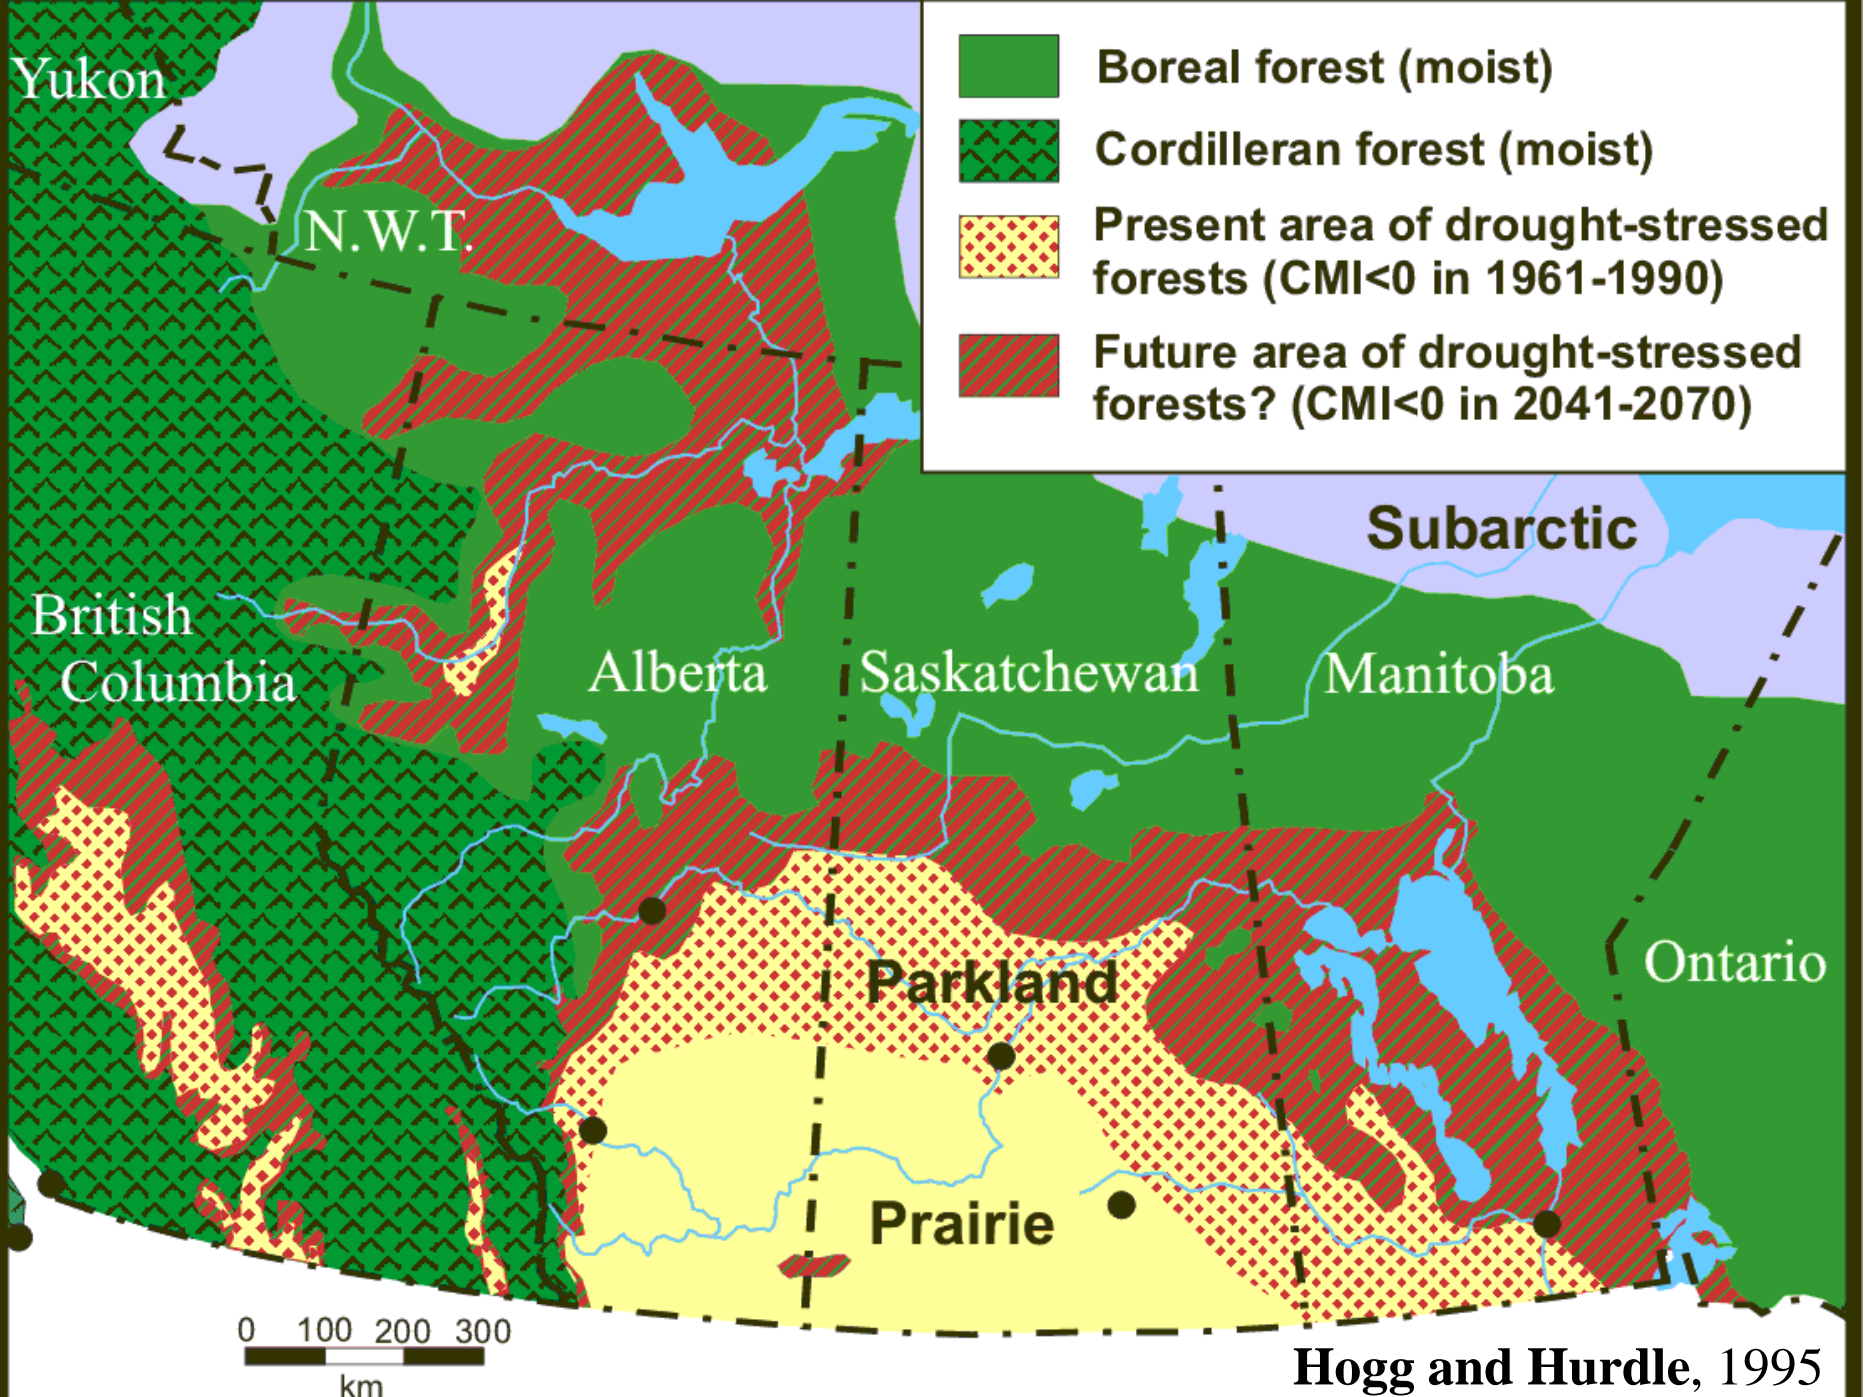 Boreal forest (moist)
Cordilleran forest (moist)
Present area of drought-stressed
forests (CMI<0 in 1961-1990)
Future area of drought-stressed
forests? (CMI<0 in 2041-2070)
Yukon
N.W.T.
Subarctic
British
Columbia
Alberta
Saskatchewan
Manitoba
Ontario
Parkland
Prairie
0 100 200 300
km
Hogg and Hurdle, 1995